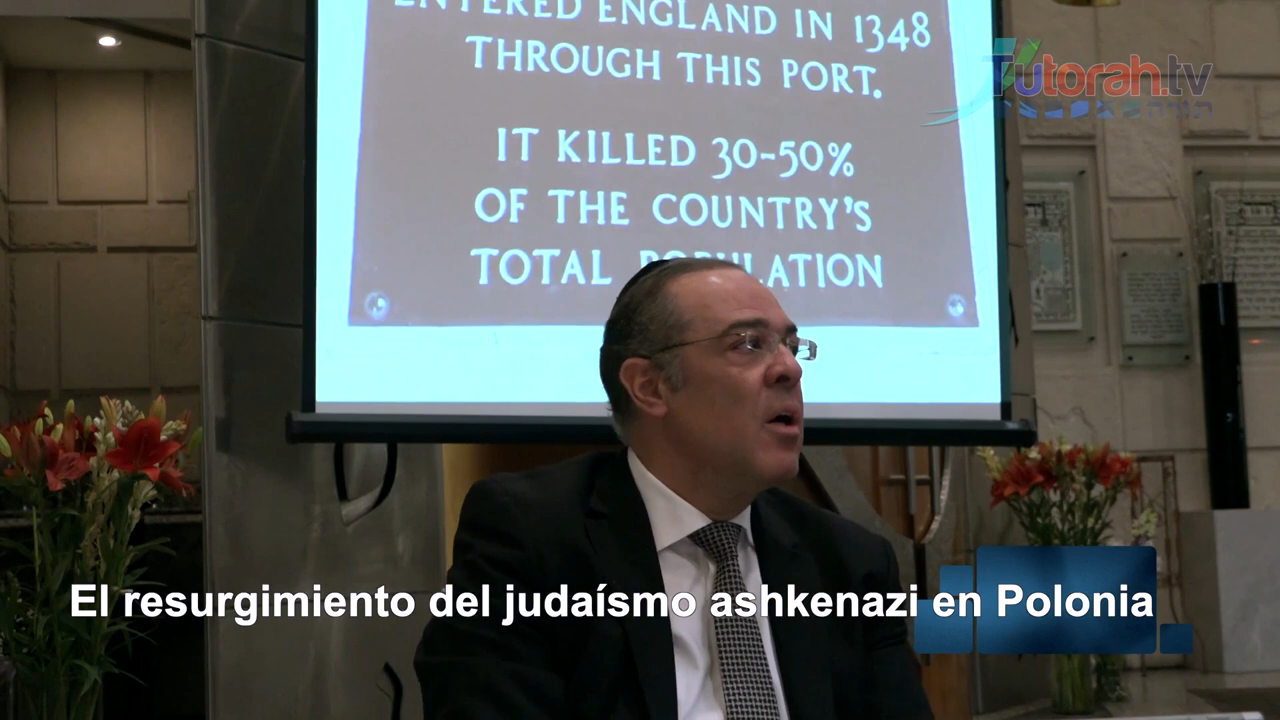 ENTERED ENGLAND IN 1348
THROUGH THIS PORT.
IT KILLED 30-50%
OF THE COUNTRY'S
TOTAL POPULATION
Tutorah.tv
תורה
El resurgimiento del judaísmo ashkenazi en Polonia